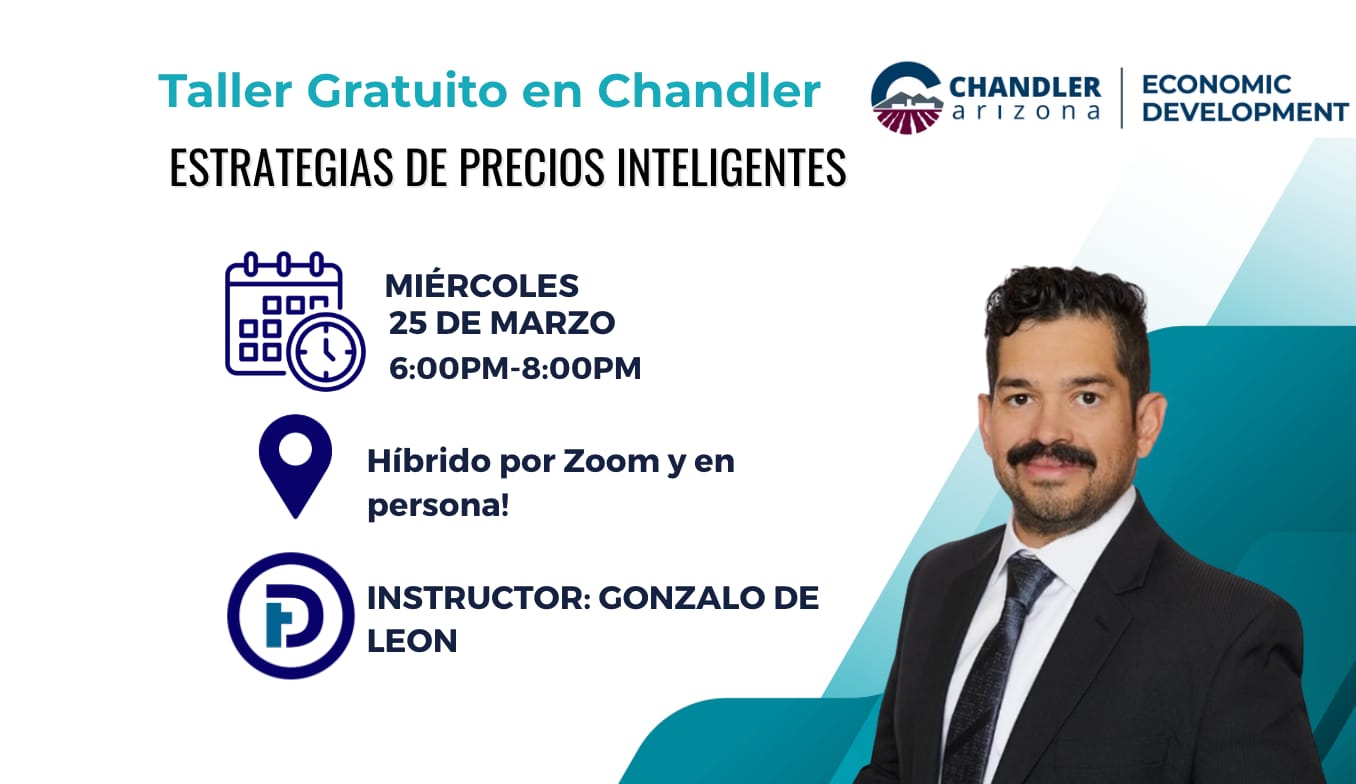 Taller Gratuito en Chandler
CHANDLER
arizona
ECONOMIC
DEVELOPMENT
ESTRATEGIAS DE PRECIOS INTELIGENTES
MIÉRCOLES
25 DE MARZO
6:00PM-8:00PM
Híbrido por Zoom y en
persona!
INSTRUCTOR: GONZALO DE
LEON